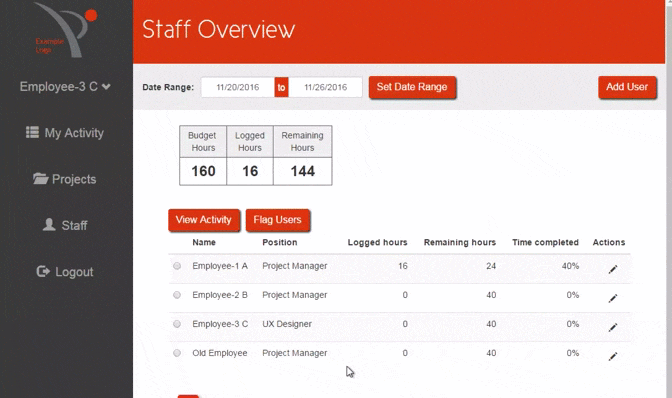 Example
Logo
Employee-3 C
My Activity
Projects
Staff
Logout
Staff Overview
Date Range: 11/20/2016 to 11/26/2016 Set Date Range Add User
Budget Hours Logged Hours Remaining Hours
160 16 144
View Activity Flag Users
Name Position Logged hours Remaining hours Time completed Actions
Employee-1 A Project Manager 16 24 40%
Employee-2 B Project Manager 0 40 0%
Employee-3 C UX Designer 0 40 0%
Old Employee Project Manager 0 40 0%